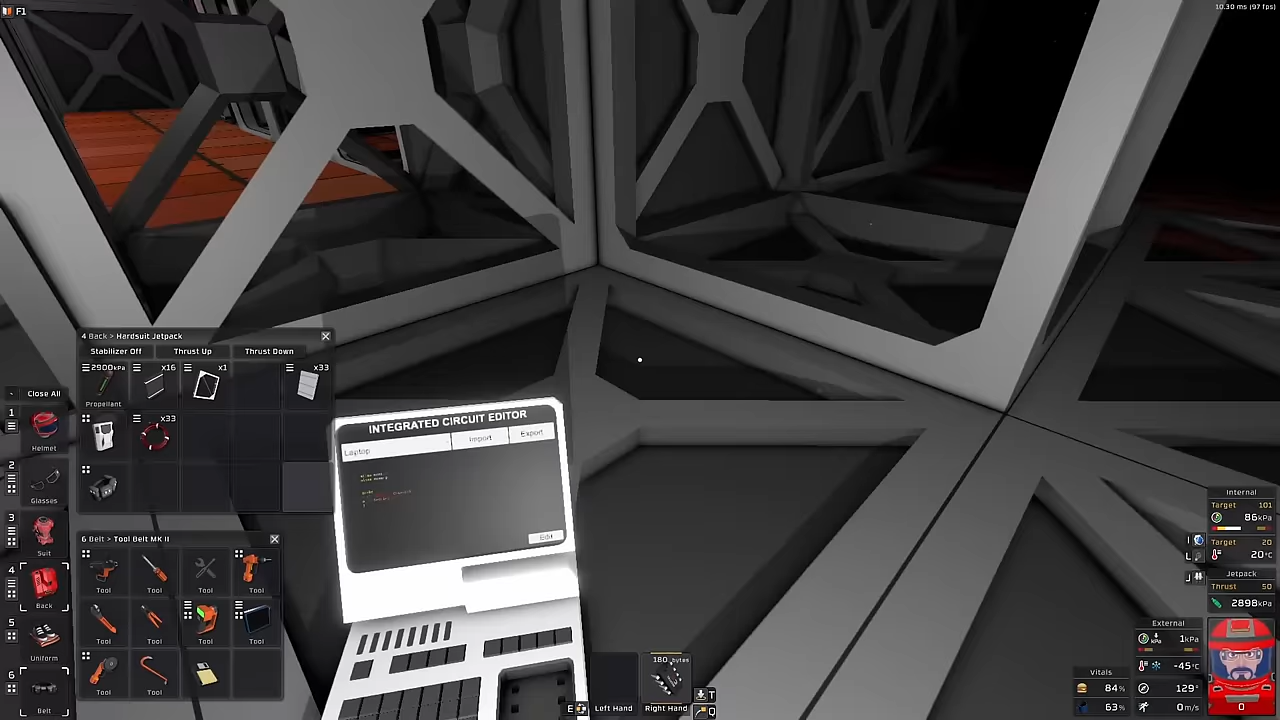 F1
10.30 ms (97 fps)
4 Back > Hardsuit Jetpack
Stabilizer Off Thrust Up Thrust Down
2900kPa x16 x1 x33
Propellant
x33
Close All
1
Helmet
2
Glasses
3
Suit
4
Back
5
Uniform
6
Belt
6 Belt > Tool Belt MK II
Tool Tool Tool Tool
Tool Tool Tool Tool
Tool Tool
INTEGRATED CIRCUIT EDITOR
Laptop Import Export
Edit
180 bytes
E Left Hand Right Hand T
Q
Internal
Target 101
86kPa
Target 20
20°C
Jetpack
Thrust 50
2898kPa
External
1kPa
-45°C
129°
0m/s
Vitals
84%
63%
0